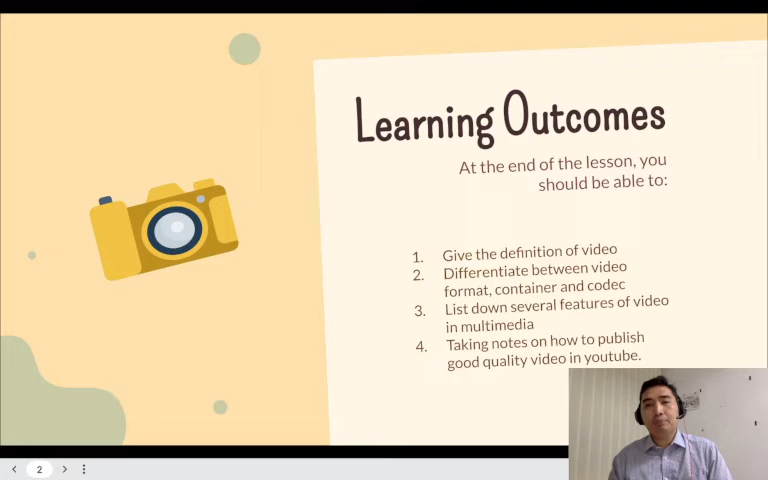 Learning Outcomes
At the end of the lesson, you
should be able to:
1. Give the definition of video
2. Differentiate between video
format, container and codec
3. List down several features of video
in multimedia
4. Taking notes on how to publish
good quality video in youtube.
2